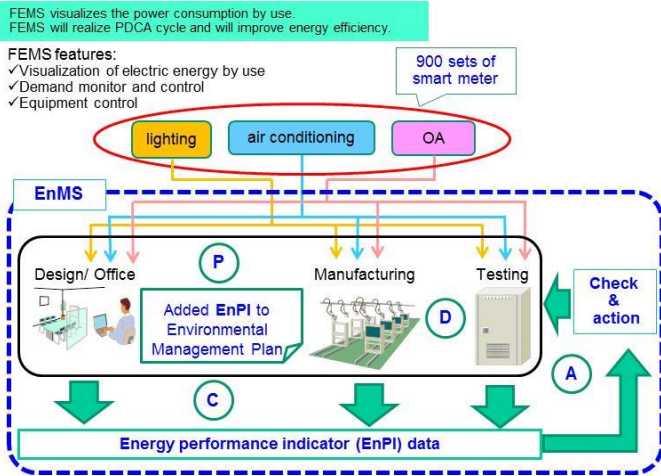 FEMS visualizes the power consumption by use.
FEMS will realize PDCA cycle and will improve energy efficiency.
FEMS features:
✓Visualization of electric energy by use
✓Demand monitor and control
✓Equipment control
900 sets of
smart meter
lighting
air conditioning
OA
EnMS
P
Design/ Office
Manufacturing
Testing
Added EnPI to
Environmental
Management Plan
D
Check
&
action
C
A
Energy performance indicator (EnPI) data